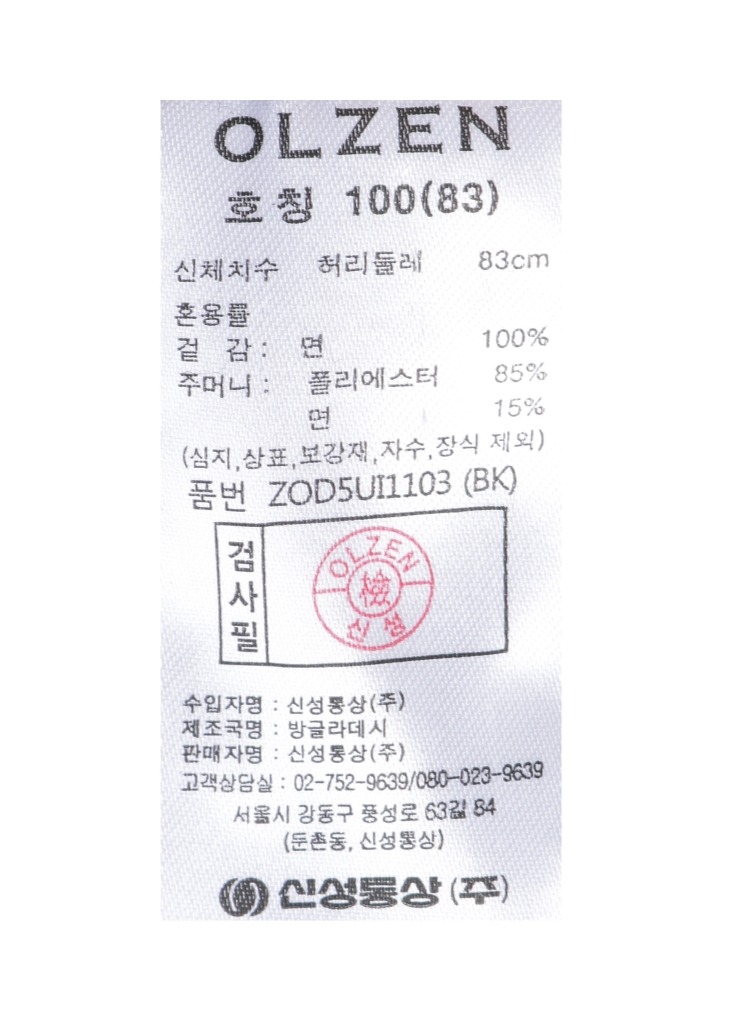 OLZEN
호칭 100(83)
신체치수 허리둘레 83cm
혼용률
겉 감 : 면 100%
주머니 : 폴리에스터 85%
면 15%
(심지,상표,보강재,자수,장식 제외)
품번 ZOD5UI1103 (BK)
검사필
OLZEN
檢
신성
수입자명 : 신성통상(주)
제조국명 : 방글라데시
판매자명 : 신성통상(주)
고객상담실 : 02-752-9639/080-023-9639
서울시 강동구 풍성로 63길 84
(둔촌동, 신성통상)
신성통상(주)